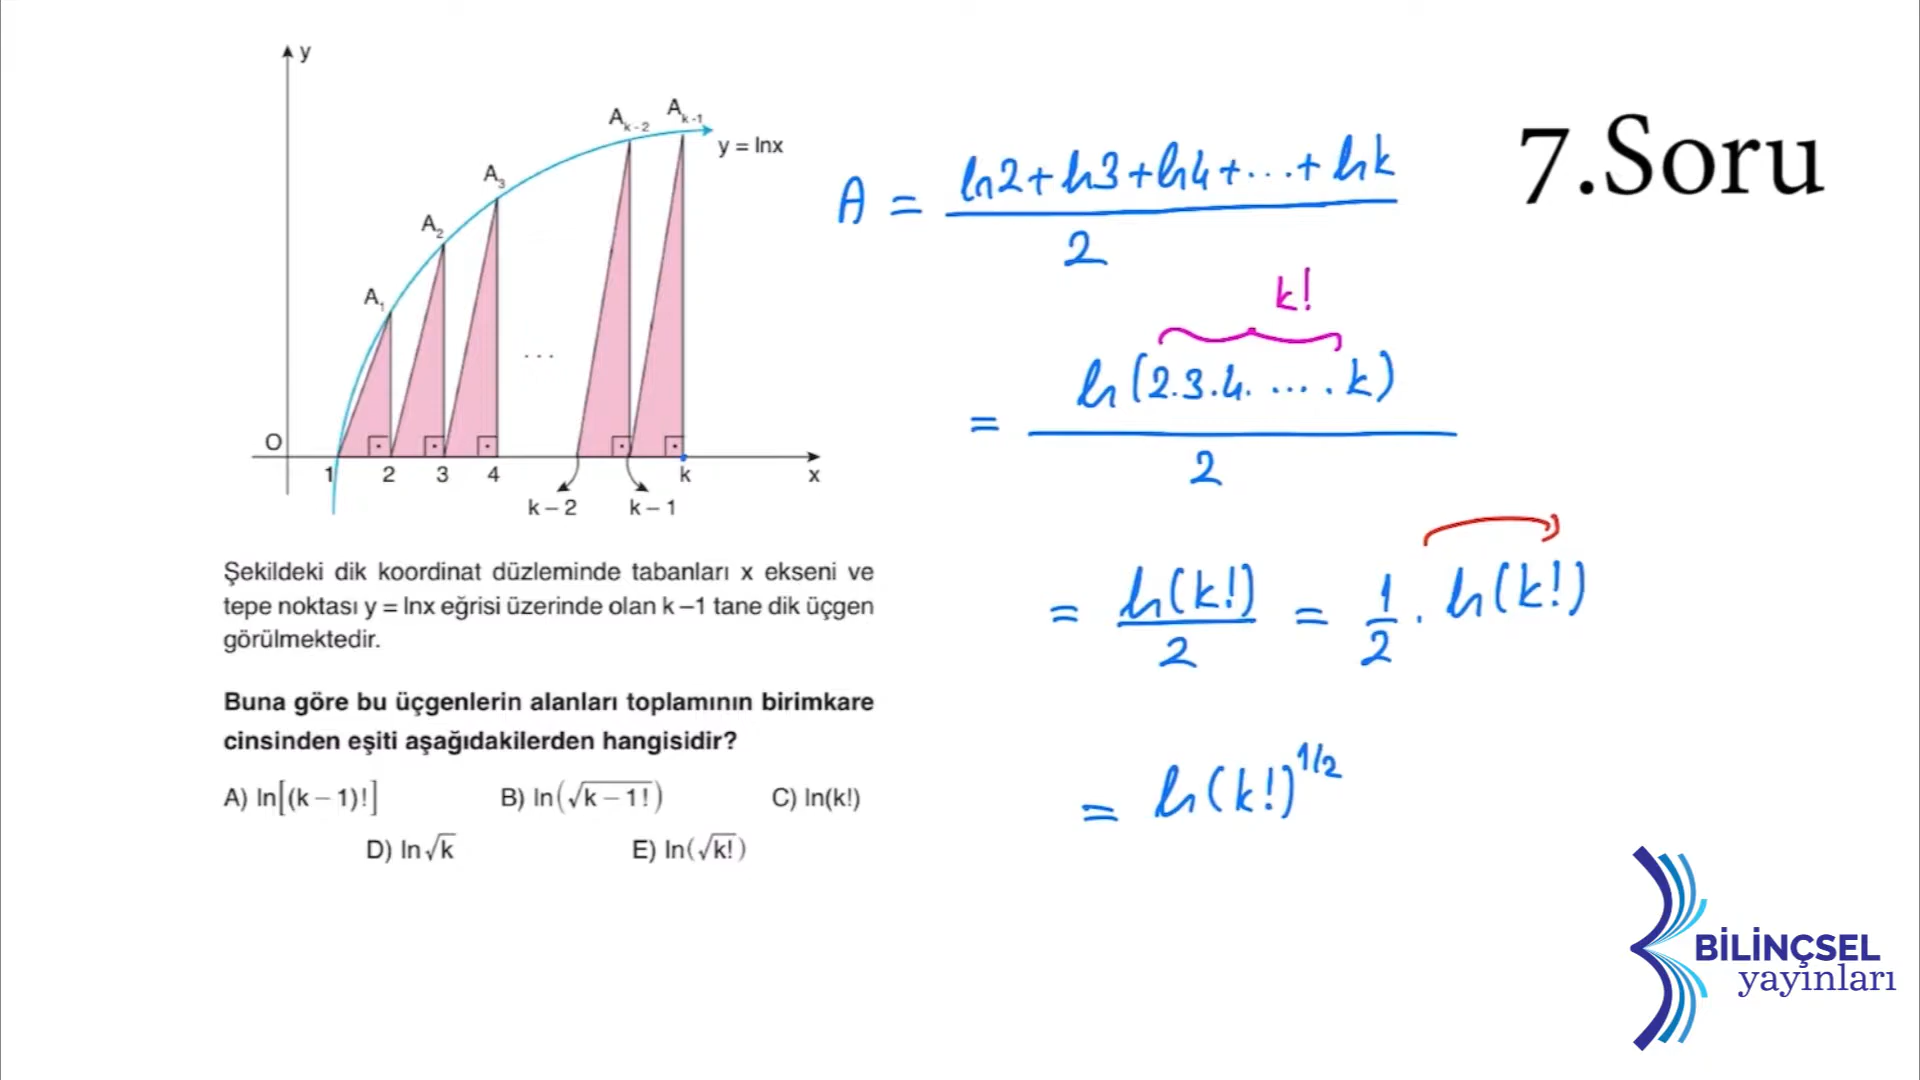 7.Soru
y
A₁
A₂
A₃
A_{k-2}
A_{k-1}
y = lnx
...
O
1 2 3 4 k x
k – 2 k – 1
Şekildeki dik koordinat düzleminde tabanları x ekseni ve
tepe noktası y = lnx eğrisi üzerinde olan k –1 tane dik üçgen
görülmektedir.
Buna göre bu üçgenlerin alanları toplamının birimkare
cinsinden eşiti aşağıdakilerden hangisidir?
A) ln[(k – 1)!] B) ln(√(k – 1!)) C) ln(k!)
D) ln√k E) ln(√(k!))
A = (ln2 + ln3 + ln4 + ... + lnk) / 2
k!
= ln(2.3.4. .... . k) / 2
= ln(k!) / 2 = 1/2 . ln(k!)
= ln(k!)^{1/2}
BİLİNÇSEL
yayınları